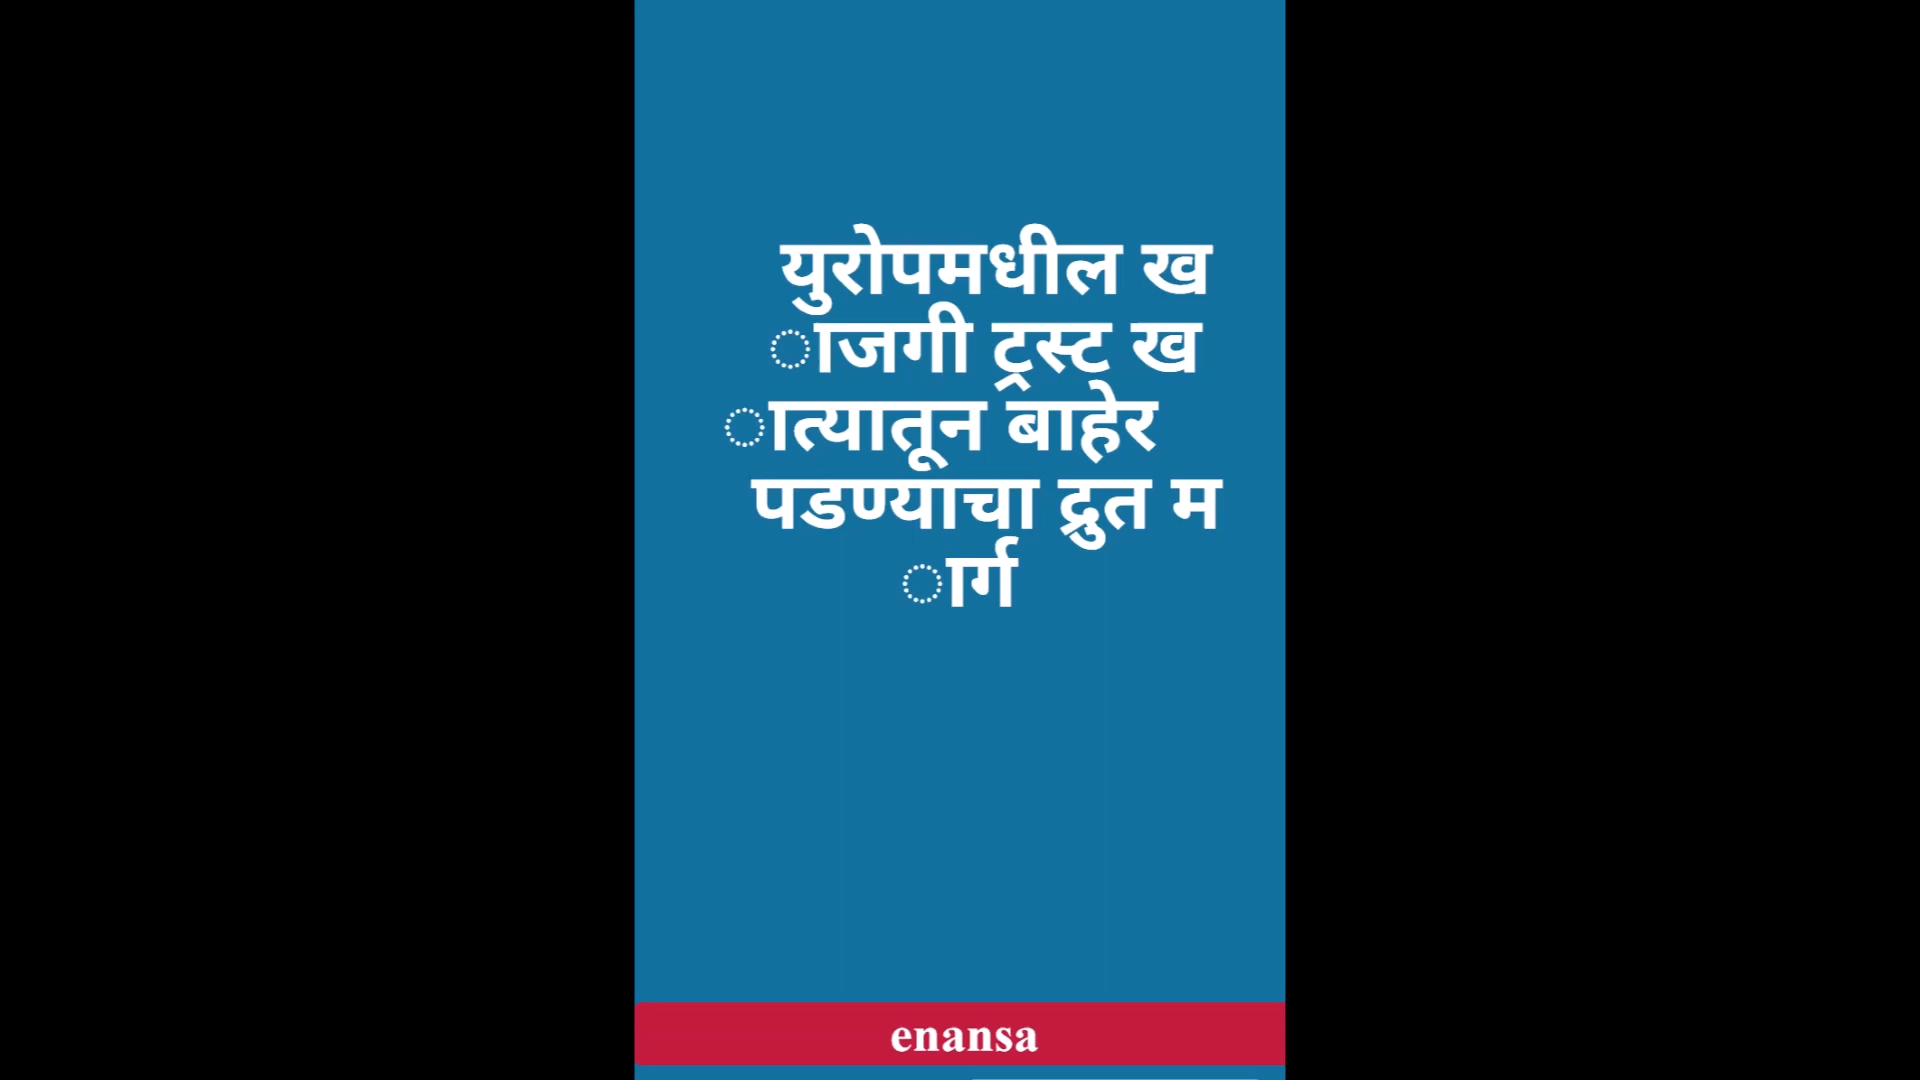 युरोपमधील ख
ाजगी ट्रस्ट ख
ात्यातून बाहेर
पडण्याचा द्रुत म
ार्ग
enansa